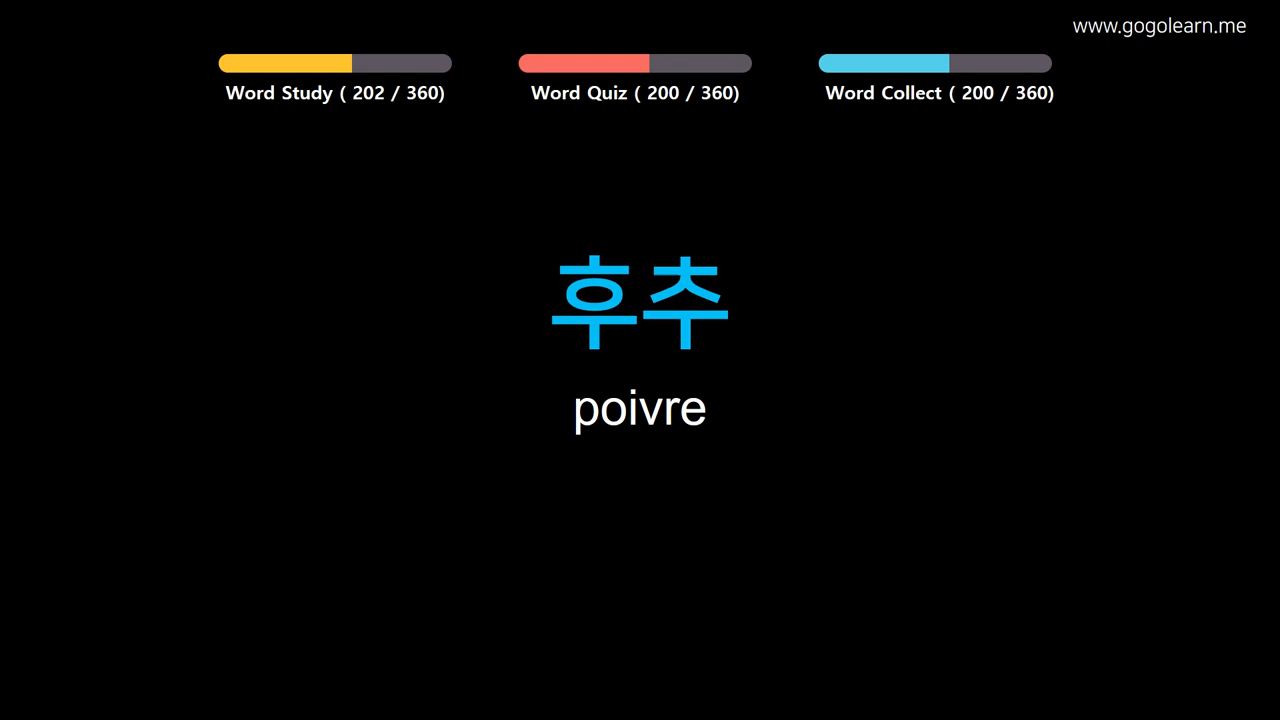 www.gogolearn.me
Word Study ( 202 / 360)
Word Quiz ( 200 / 360)
Word Collect ( 200 / 360)
후추
poivre